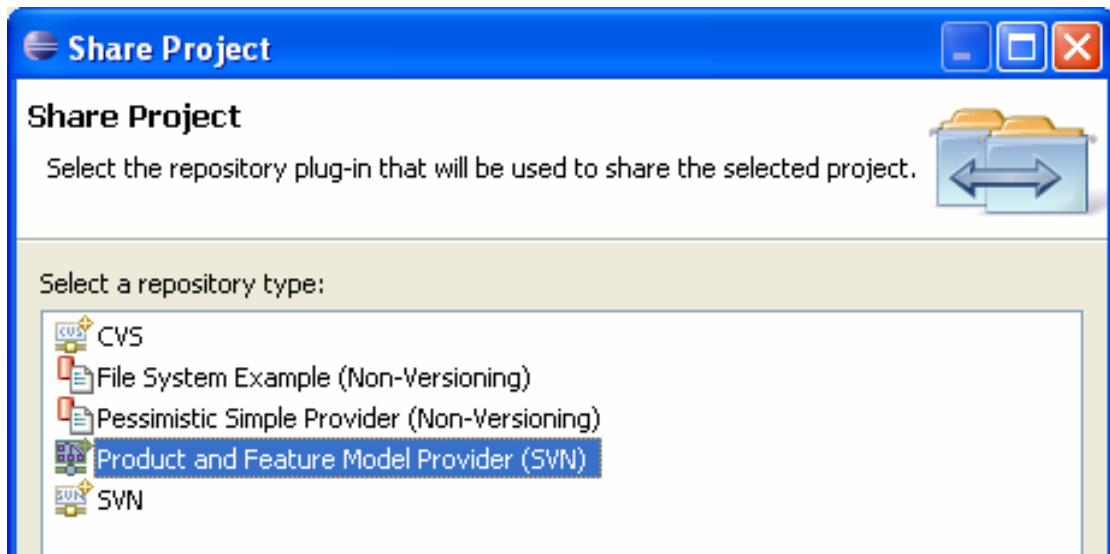 Share Project
Share Project
Select the repository plug-in that will be used to share the selected project.
Select a repository type:
CVS
CVS
File System Example (Non-Versioning)
Pessimistic Simple Provider (Non-Versioning)
Product and Feature Model Provider (SVN)
SVN
SVN